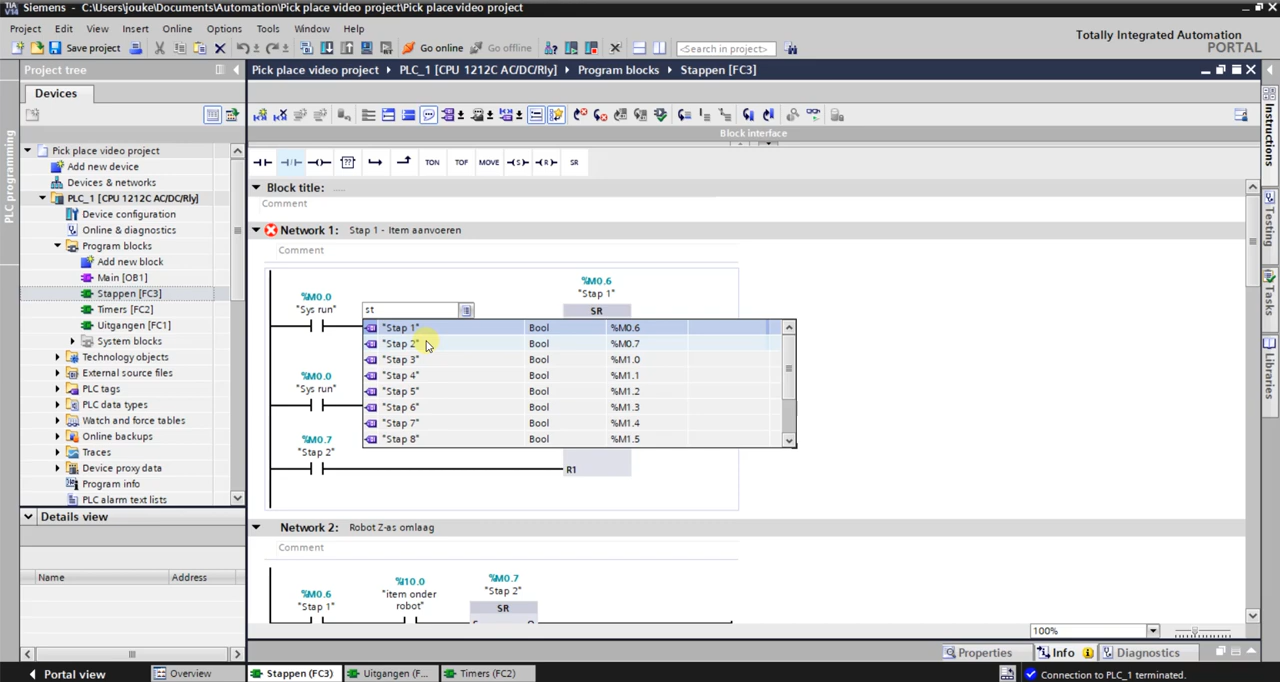 TIA V14 Siemens - C:\Users\jouke\Documents\Automation\Pick place video project\Pick place video project
Project Edit View Insert Online Options Tools Window Help
Totally Integrated Automation
PORTAL
Save project Go online Go offline <Search in project>
Project tree
Pick place video project PLC_1 [CPU 1212C AC/DC/Rly] Program blocks Stappen [FC3]
Devices
PLC programming
Block interface
Pick place video project
Add new device
Devices & networks
PLC_1 [CPU 1212C AC/DC/Rly]
Device configuration
Online & diagnostics
Program blocks
Add new block
Main [OB1]
Stappen [FC3]
Timers [FC2]
Uitgangen [FC1]
System blocks
Technology objects
External source files
PLC tags
PLC data types
Watch and force tables
Online backups
Traces
Device proxy data
Program info
PLC alarm text lists
Details view
Name Address
TON TOF MOVE S R SR
Block title: .....
Comment
Network 1: Stap 1 - Item aanvoeren
Comment
%M0.0
"Sys run"
st
%M0.6
"Stap 1"
SR
"Stap 1" Bool %M0.6
"Stap 2" Bool %M0.7
"Stap 3" Bool %M1.0
"Stap 4" Bool %M1.1
"Stap 5" Bool %M1.2
"Stap 6" Bool %M1.3
"Stap 7" Bool %M1.4
"Stap 8" Bool %M1.5
%M0.0
"Sys run"
%M0.7
"Stap 2"
R1
Network 2: Robot Z-as omlaag
Comment
%M0.6
"Stap 1"
%I10.0
"item onder
robot"
%M0.7
"Stap 2"
SR
100%
Properties Info Diagnostics
Instructions
Testing
Tasks
Libraries
Portal view Overview Stappen (FC3) Uitgangen (F... Timers (FC2) Connection to PLC_1 terminated.